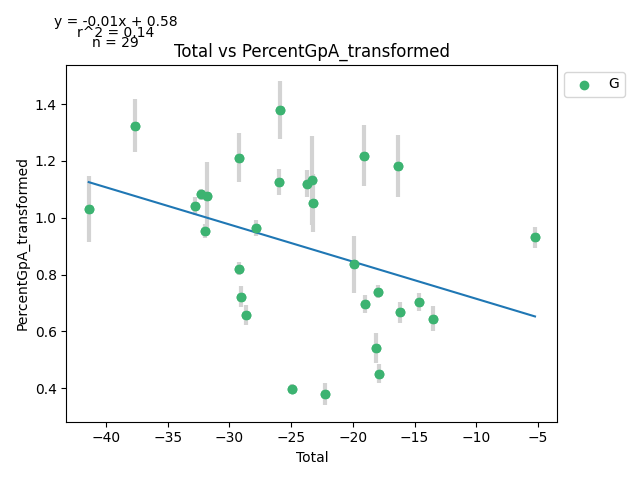 y = -0.01x + 0.58
r^2 = 0.14
n = 29
Total vs PercentGpA_transformed
G
PercentGpA_transformed
1.4
1.2
1.0
0.8
0.6
0.4
−40 −35 −30 −25 −20 −15 −10 −5
Total